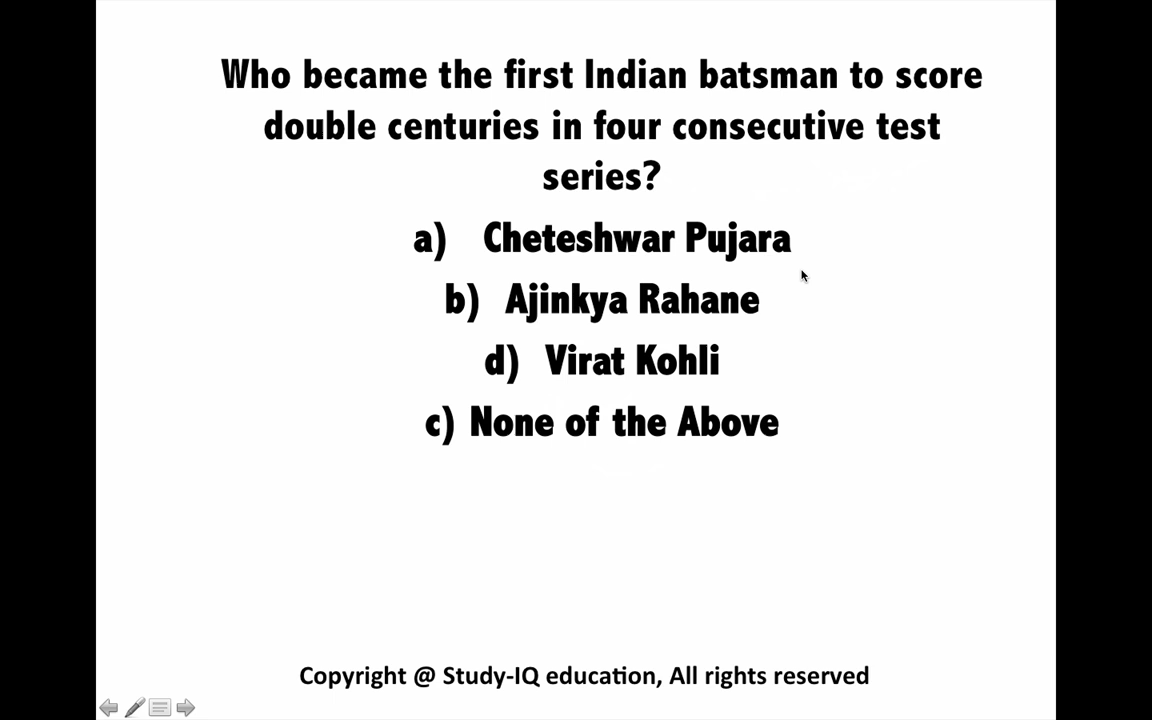 Who became the first Indian batsman to score
double centuries in four consecutive test
series?
a) Cheteshwar Pujara
b) Ajinkya Rahane
d) Virat Kohli
c) None of the Above
Copyright @ Study-IQ education, All rights reserved